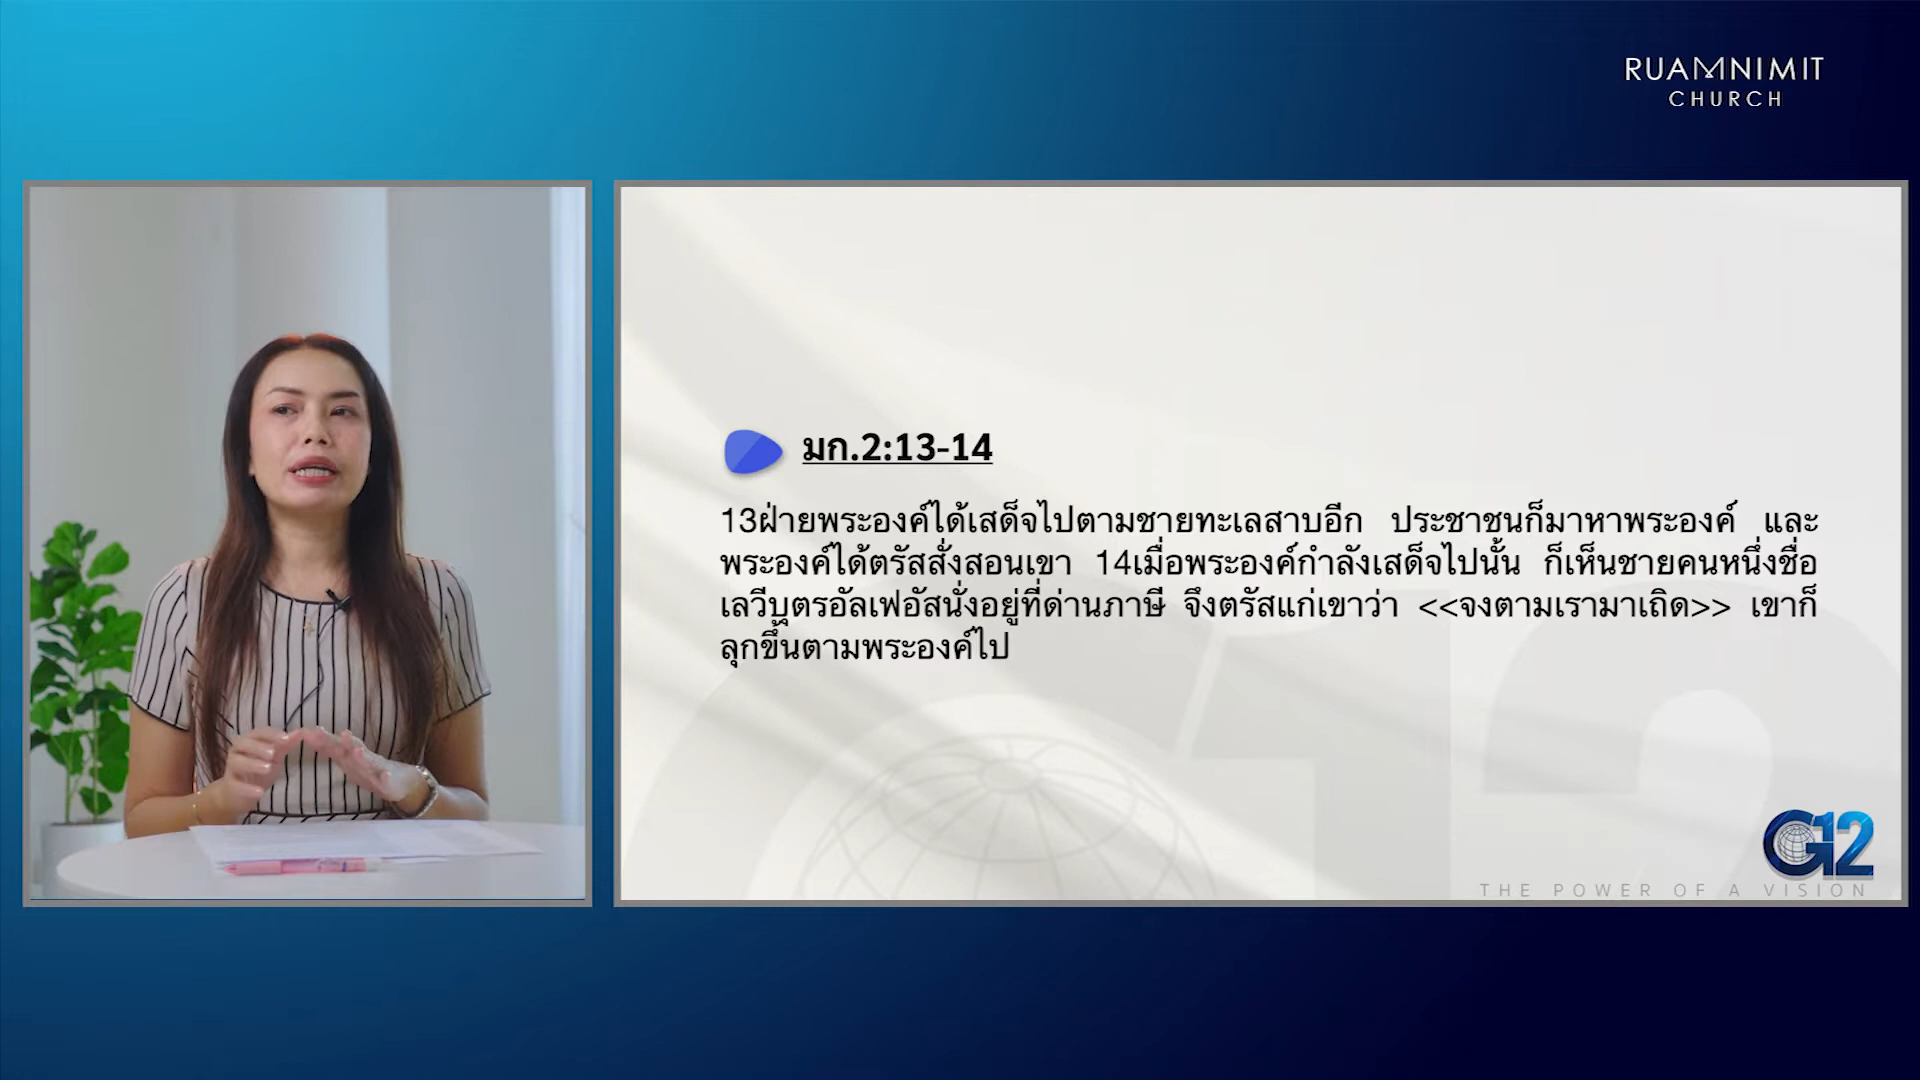 RUAMNIMIT
CHURCH
มก.2:13-14
13ฝ่ายพระองค์ได้เสด็จไปตามชายทะเลสาบอีก ประชาชนก็มาหาพระองค์ และ
พระองค์ได้ตรัสสั่งสอนเขา 14เมื่อพระองค์กำลังเสด็จไปนั้น ก็เห็นชายคนหนึ่งชื่อ
เลวีบุตรอัลเฟอัสนั่งอยู่ที่ด่านภาษี จึงตรัสแก่เขาว่า <<จงตามเรามาเถิด>> เขาก็
ลุกขึ้นตามพระองค์ไป
G12
THE POWER OF A VISION